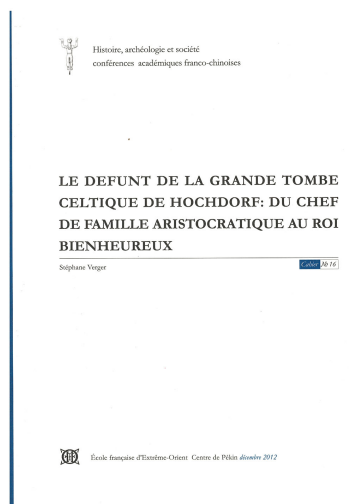 Histoire, archéologie et société
conférences académiques franco-chinoises
LE DEFUNT DE LA GRANDE TOMBE
CELTIQUE DE HOCHDORF: DU CHEF
DE FAMILLE ARISTOCRATIQUE AU ROI
BIENHEUREUX
Stéphane Verger
Cahier № 16
École française d'Extrême-Orient Centre de Pékin décembre 2012